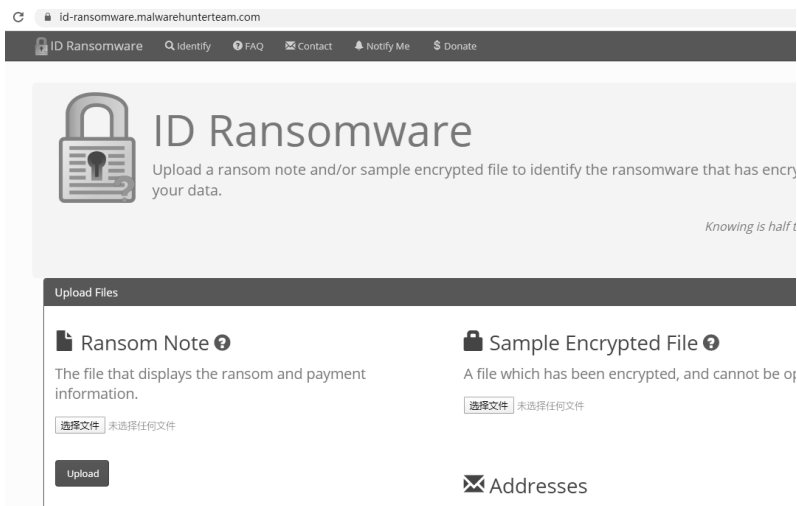 id-ransomware.malwarehunterteam.com
ID Ransomware Identify FAQ Contact Notify Me $ Donate
ID Ransomware
Upload a ransom note and/or sample encrypted file to identify the ransomware that has encry
your data.
Knowing is half t
Upload Files
Ransom Note
The file that displays the ransom and payment
information.
选择文件 未选择任何文件
Upload
Sample Encrypted File
A file which has been encrypted, and cannot be op
选择文件 未选择任何文件
Addresses